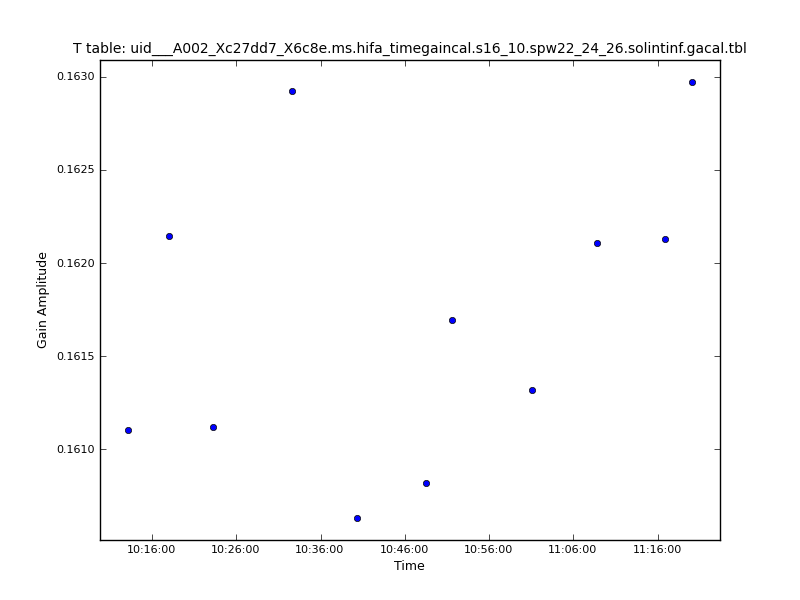 T table: uid___A002_Xc27dd7_X6c8e.ms.hifa_timegaincal.s16_10.spw22_24_26.solintinf.gacal.tbl
0.1630
0.1625
0.1620
0.1615
0.1610
Gain Amplitude
10:16:00 10:26:00 10:36:00 10:46:00 10:56:00 11:06:00 11:16:00
Time